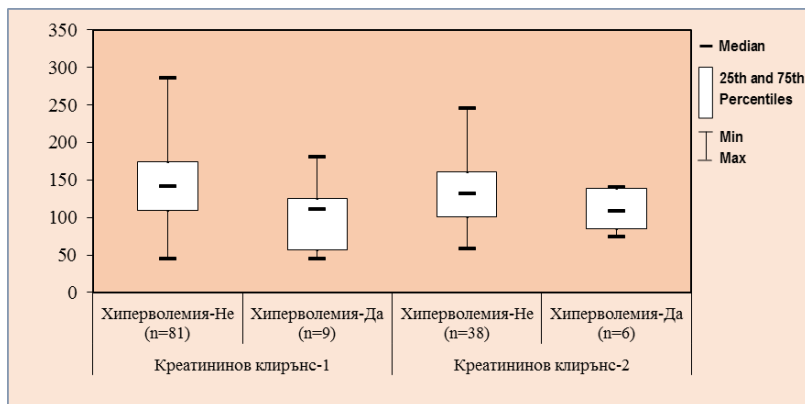 350
300
250
200
150
100
50
0
Хиперволемия-Не
(n=81)
Хиперволемия-Да
(n=9)
Хиперволемия-Не
(n=38)
Хиперволемия-Да
(n=6)
Креатининов клирънс-1
Креатининов клирънс-2
Median
25th and 75th
Percentiles
Min
Max